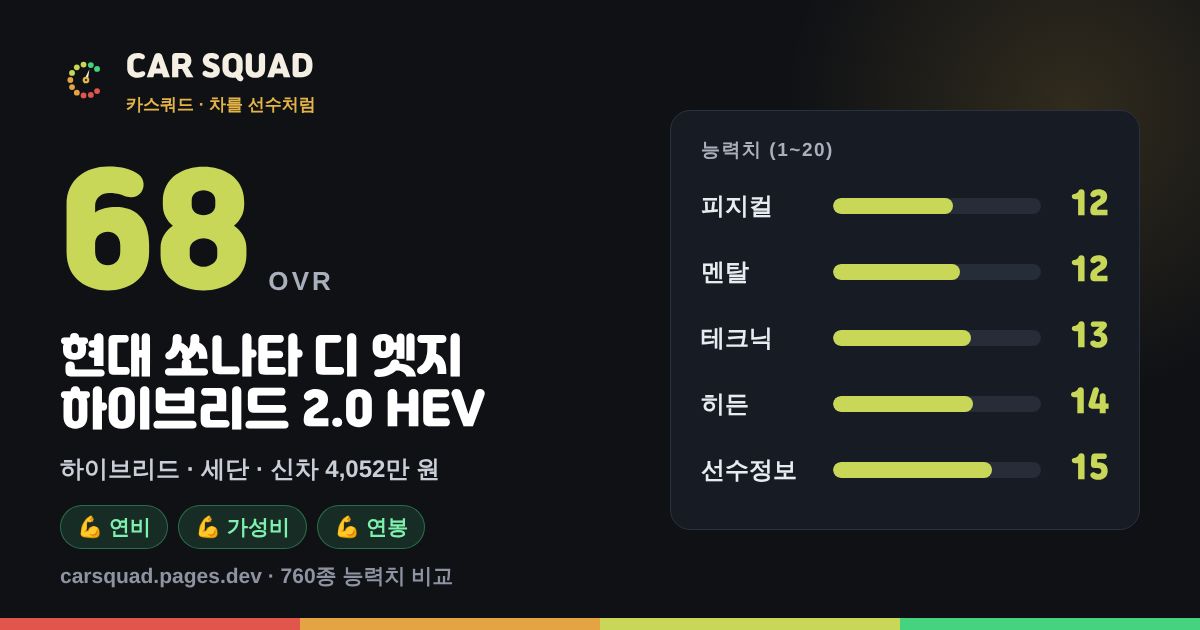 CAR SQUAD
카스쿼드 · 차를 선수처럼
68 OVR
현대 쏘나타 디 엣지
하이브리드 2.0 HEV
하이브리드 · 세단 · 신차 4,052만 원
💪 연비 💪 가성비 💪 연봉
carsquad.pages.dev · 760종 능력치 비교
능력치 (1~20)
피지컬 12
멘탈 12
테크닉 13
히든 14
선수정보 15